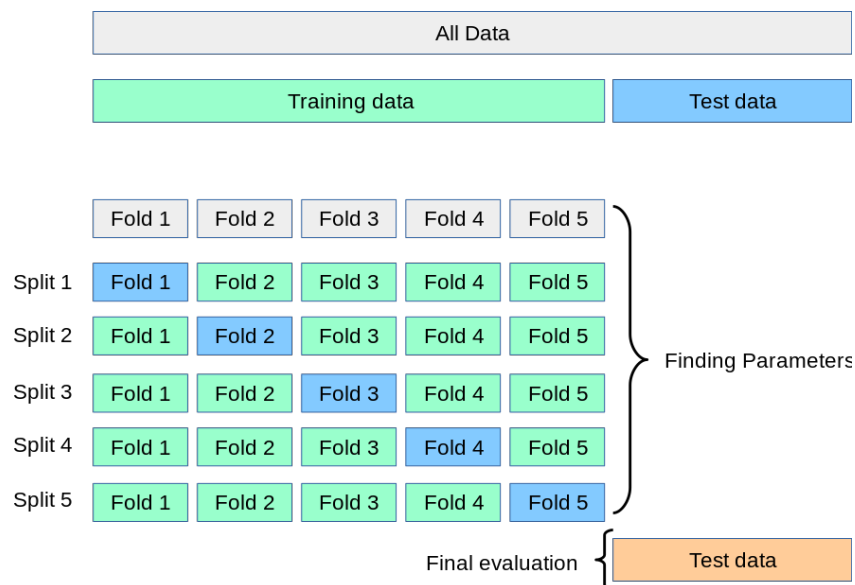 All Data
Training data Test data
Fold 1 Fold 2 Fold 3 Fold 4 Fold 5
Split 1 Fold 1 Fold 2 Fold 3 Fold 4 Fold 5
Split 2 Fold 1 Fold 2 Fold 3 Fold 4 Fold 5
Finding Parameters
Split 3 Fold 1 Fold 2 Fold 3 Fold 4 Fold 5
Split 4 Fold 1 Fold 2 Fold 3 Fold 4 Fold 5
Split 5 Fold 1 Fold 2 Fold 3 Fold 4 Fold 5
Final evaluation Test data